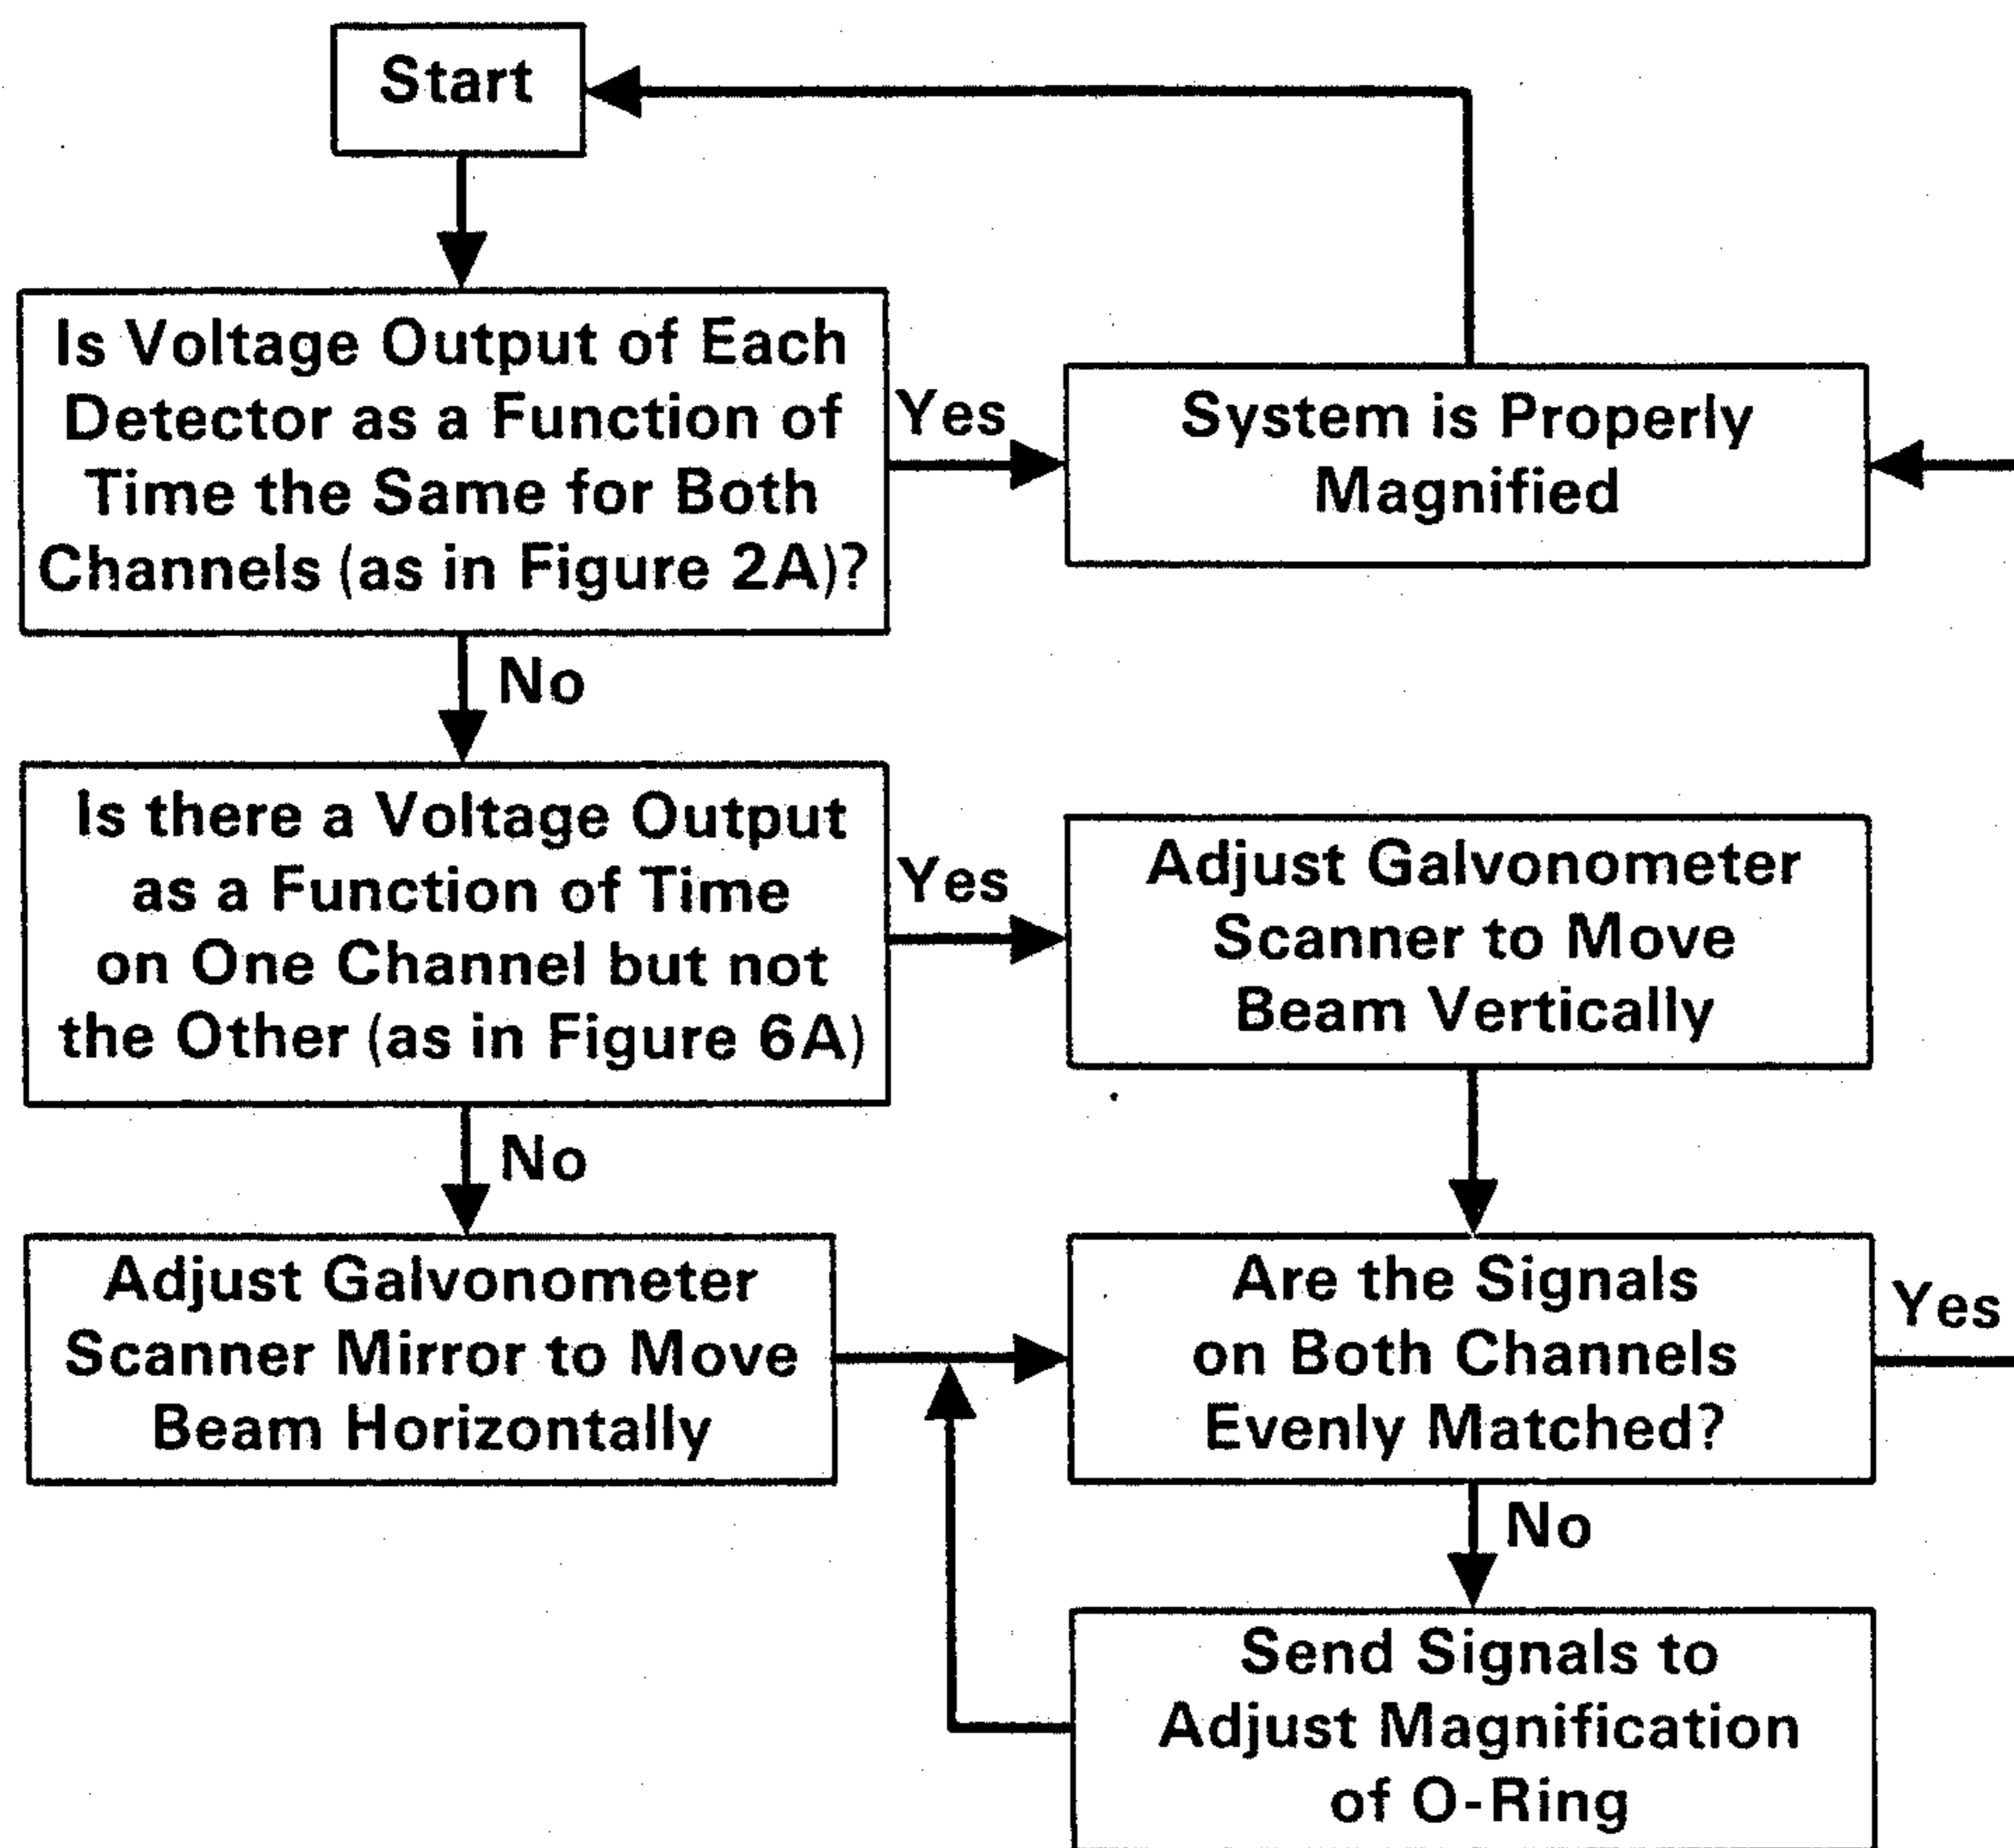 Start
Is Voltage Output of Each
Detector as a Function of
Time the Same for Both
Channels (as in Figure 2A)?
Yes
System is Properly
Magnified
No
Is there a Voltage Output
as a Function of Time
on One Channel but not
the Other (as in Figure 6A)
Yes
Adjust Galvonometer
Scanner to Move
Beam Vertically
No
Adjust Galvonometer
Scanner Mirror to Move
Beam Horizontally
Are the Signals
on Both Channels
Evenly Matched?
Yes
No
Send Signals to
Adjust Magnification
of O-Ring